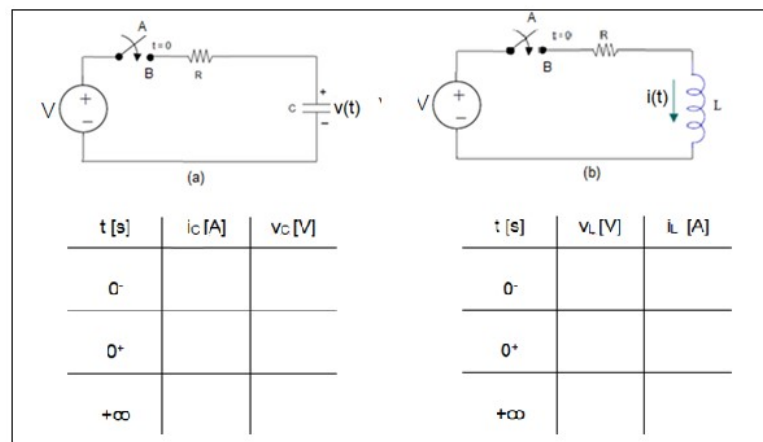 A
t=0
B
R
V
+
−
C
+
−
v(t)
(a)
A
t=0
B
R
V
+
−
i(t)
L
(b)
t [s] iC [A] vC [V]
0-
0+
+∞
t [s] vL [V] iL [A]
0-
0+
+∞